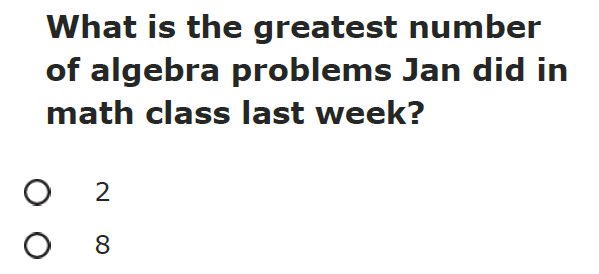 What is the greatest number
of algebra problems Jan did in
math class last week?
2
8